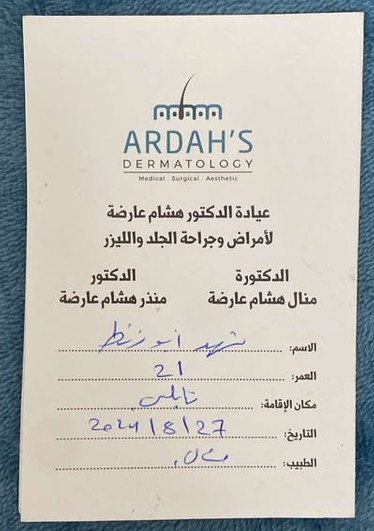 ARDAH'S
DERMATOLOGY
Medical . Surgical . Aesthetic
عيادة الدكتور هشام عارضة
لأمراض وجراحة الجلد والليزر
الدكتورة
منال هشام عارضة
الدكتور
منذر هشام عارضة
الاسم: شهد ابو زنط
العمر: 21
مكان الإقامة: نابلس
التاريخ: 2024/8/27
الطبيب: منال